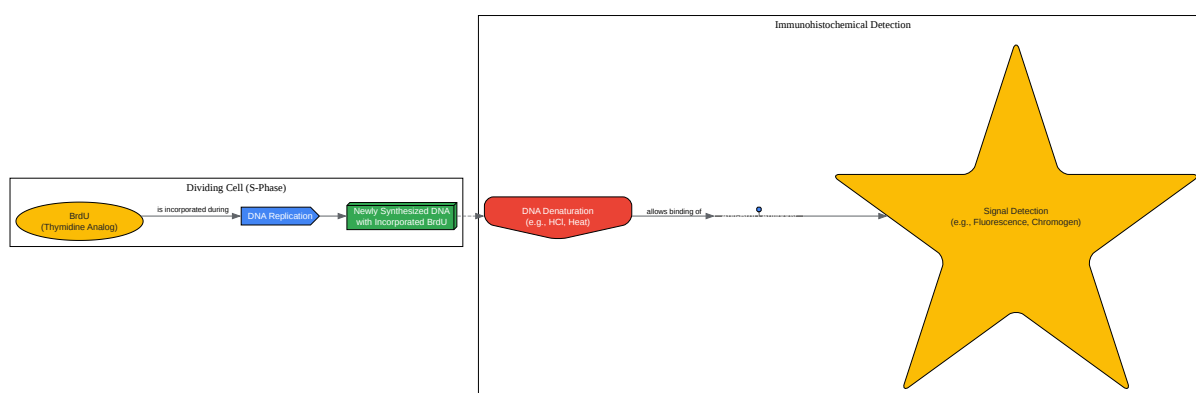 Immunohistochemical Detection
Dividing Cell (S-Phase)
BrdU
(Thymidine Analog)
is incorporated during
DNA Replication
Newly Synthesized DNA
with Incorporated BrdU
DNA Denaturation
(e.g., HCl, Heat)
allows binding of
Signal Detection
(e.g., Fluorescence, Chromogen)